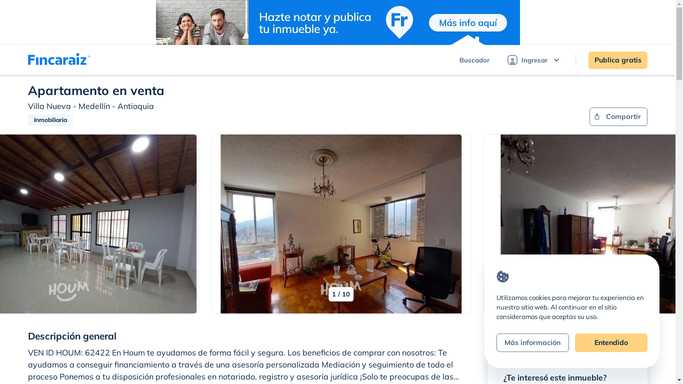 Hazte notar y publica
tu inmueble ya.
Fr
Más info aquí
Fincaraiz
Buscador
Ingresar
Publica gratis
Apartamento en venta
Villa Nueva - Medellín - Antioquia
Inmobiliaria
Compartir
HOUM
HOUM
1 / 10
Utilizamos cookies para mejorar tu experiencia en
nuestro sitio web. Al continuar en el sitio
consideramos que aceptas su uso.
Más información
Entendido
Descripción general
VEN ID HOUM: 62422 En Houm te ayudamos de forma fácil y segura. Los beneficios de comprar con nosotros: Te
ayudamos a conseguir financiamiento a través de una asesoría personalizada Mediación y seguimiento de todo el
proceso Ponemos a tu disposición profesionales en notariado, registro y asesoría jurídica ¡Solo te preocupas de las...
¿Te interesó este inmueble?